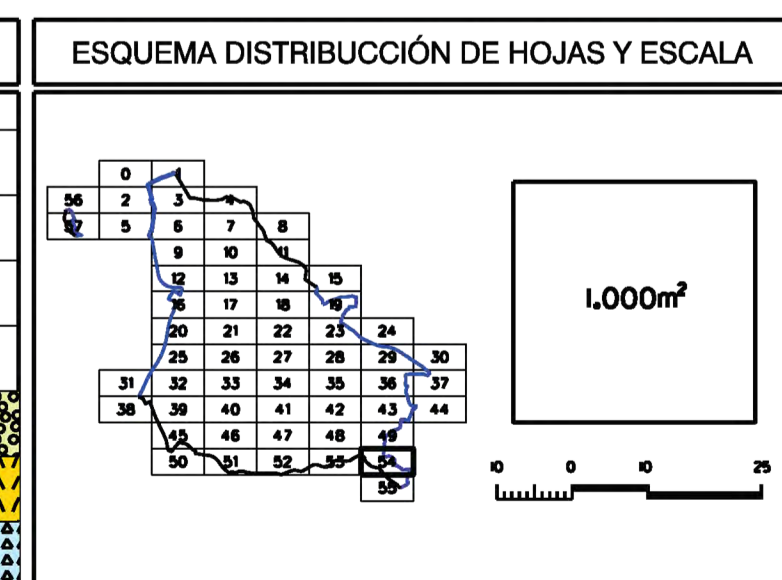 ESQUEMA DISTRIBUCCIÓN DE HOJAS Y ESCALA
0 1
56 2 3 4
57 5 6 7 8
9 10 11
12 13 14 15
16 17 18 19
20 21 22 23 24
25 26 27 28 29 30
31 32 33 34 35 36 37
38 39 40 41 42 43 44
45 46 47 48 49
50 51 52 53 54
55
1.000m²
10 0 10 25